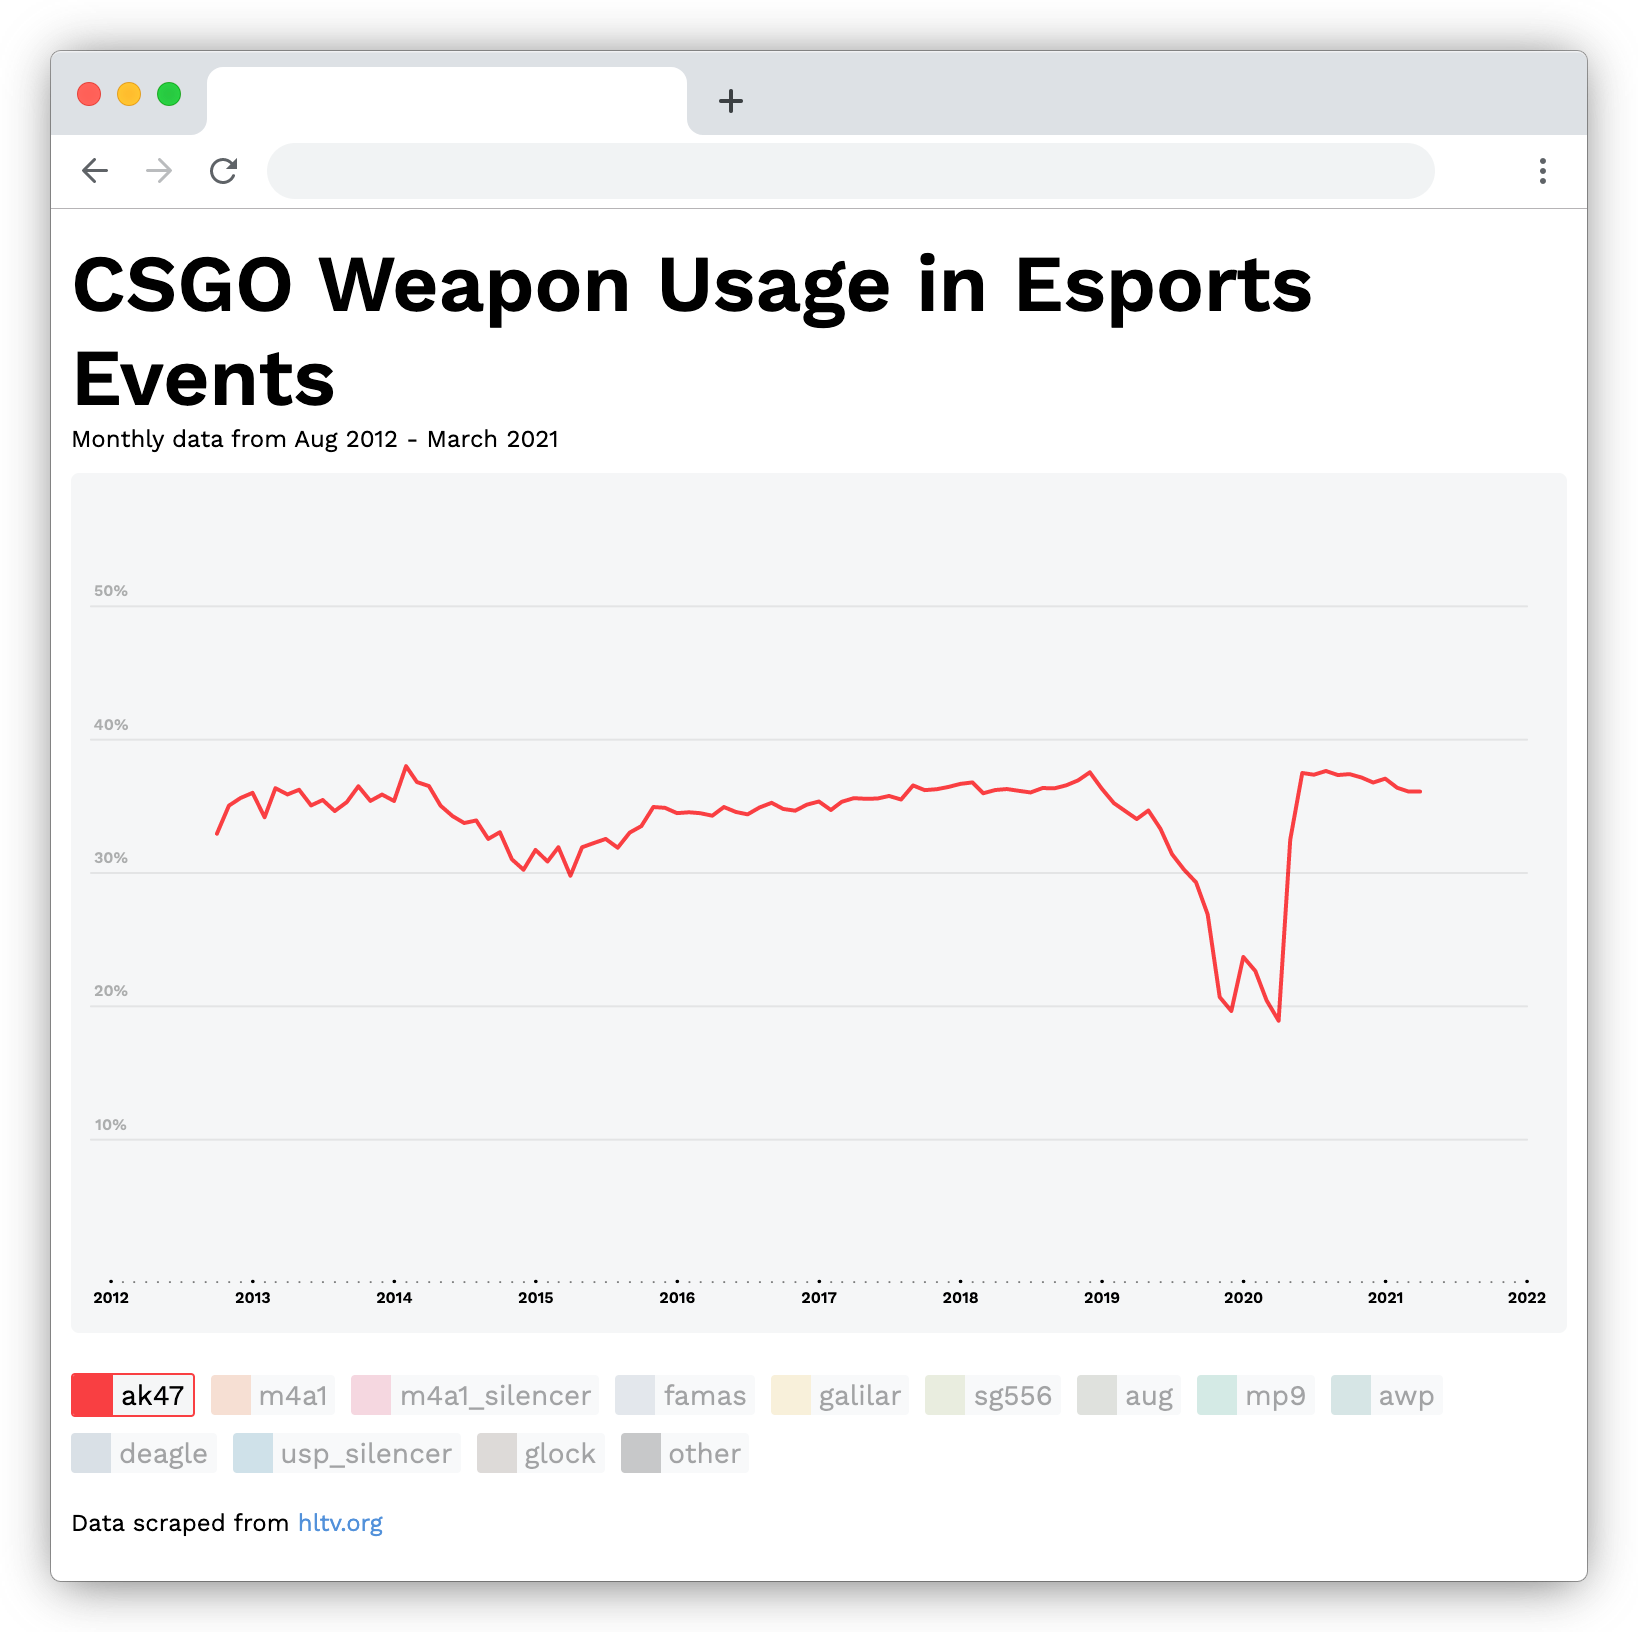 CSGO Weapon Usage in Esports
Events
Monthly data from Aug 2012 - March 2021
50%
40%
30%
20%
10%
2012 2013 2014 2015 2016 2017 2018 2019 2020 2021 2022
ak47 m4a1 m4a1_silencer famas galilar sg556 aug mp9 awp
deagle usp_silencer glock other
Data scraped from hltv.org